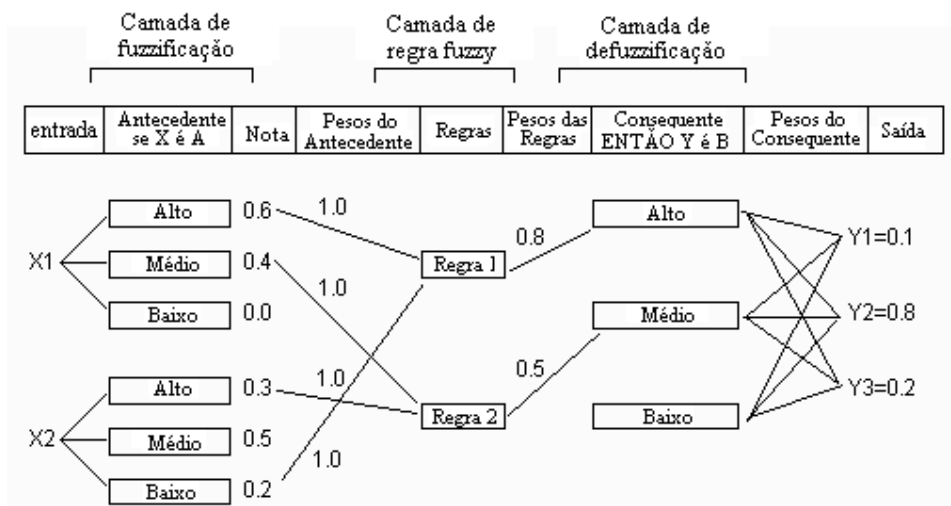 Camada de
fuzzificação
Camada de
regra fuzzy
Camada de
defuzzificação
entrada
Antecedente
se X é A
Nota
Pesos do
Antecedente
Regras
Pesos das
Regras
Consequente
ENTÃO Y é B
Pesos do
Consequente
Saída
X1
Alto 0.6
Médio 0.4
Baixo 0.0
X2
Alto 0.3
Médio 0.5
Baixo 0.2
1.0
1.0
1.0
1.0
Regra 1
Regra 2
0.8
0.5
Alto
Médio
Baixo
Y1=0.1
Y2=0.8
Y3=0.2